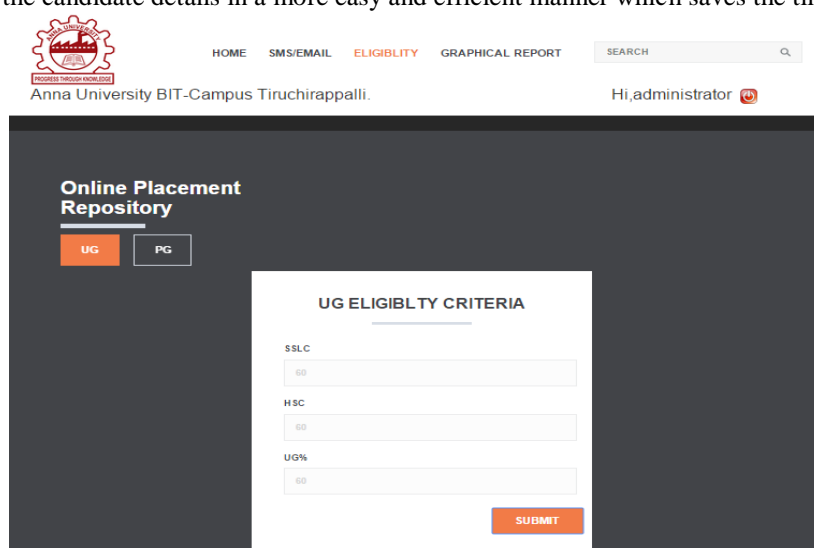 the candidate details in a more easy and efficient manner which saves the ti
ANNA UNIVERSITY
PROGRESS THROUGH KNOWLEDGE
HOME SMS/EMAIL ELIGIBLITY GRAPHICAL REPORT SEARCH
Anna University BIT-Campus Tiruchirappalli. Hi,administrator
Online Placement
Repository
UG PG
UG ELIGIBLTY CRITERIA
SSLC
60
HSC
60
UG%
60
SUBMIT